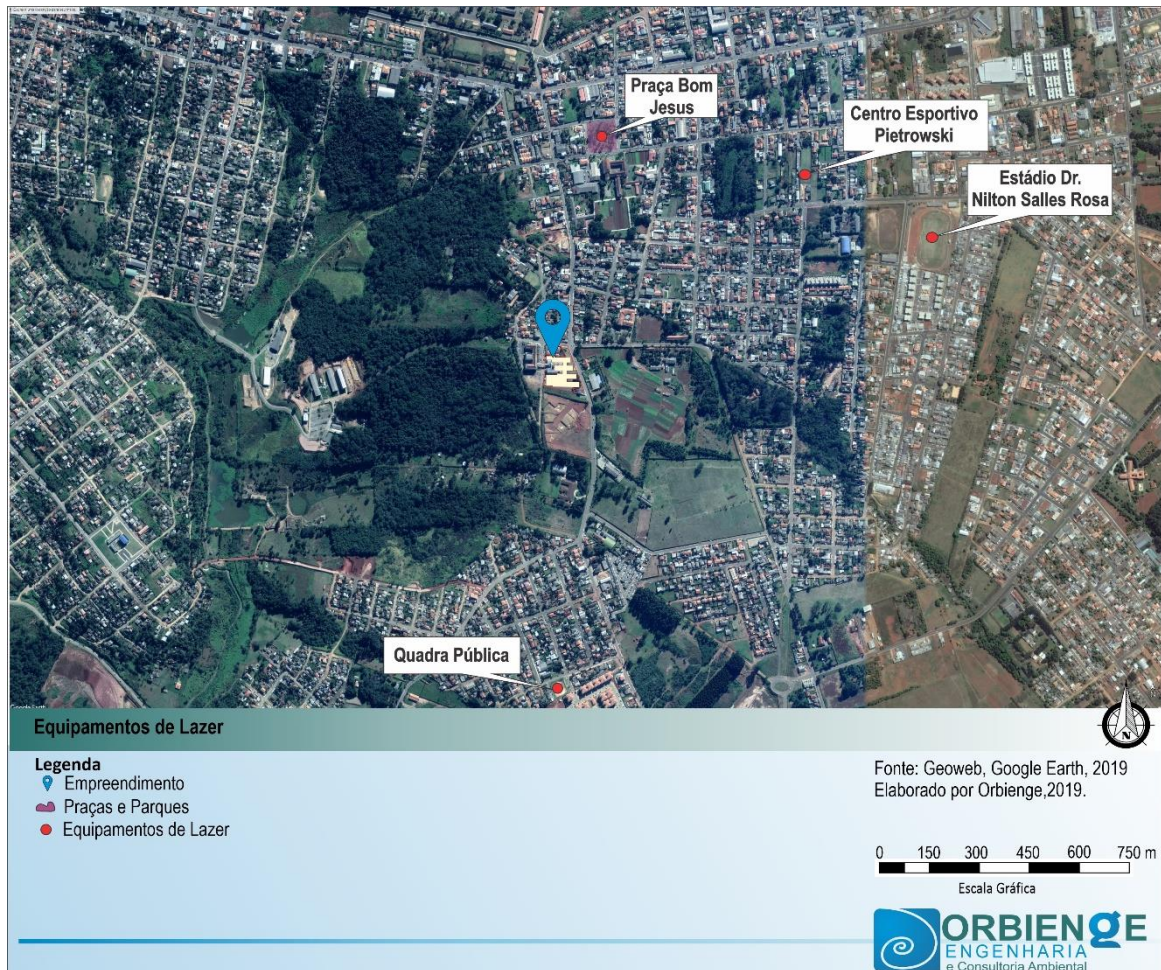 Praça Bom
Jesus
Centro Esportivo
Pietrowski
Estádio Dr.
Nilton Salles Rosa
Quadra Pública
Equipamentos de Lazer
N
Legenda
Empreendimento
Praças e Parques
Equipamentos de Lazer
Fonte: Geoweb, Google Earth, 2019
Elaborado por Orbienge,2019.
0 150 300 450 600 750 m
Escala Gráfica
ORBIENGE
ENGENHARIA
e Consultoria Ambiental